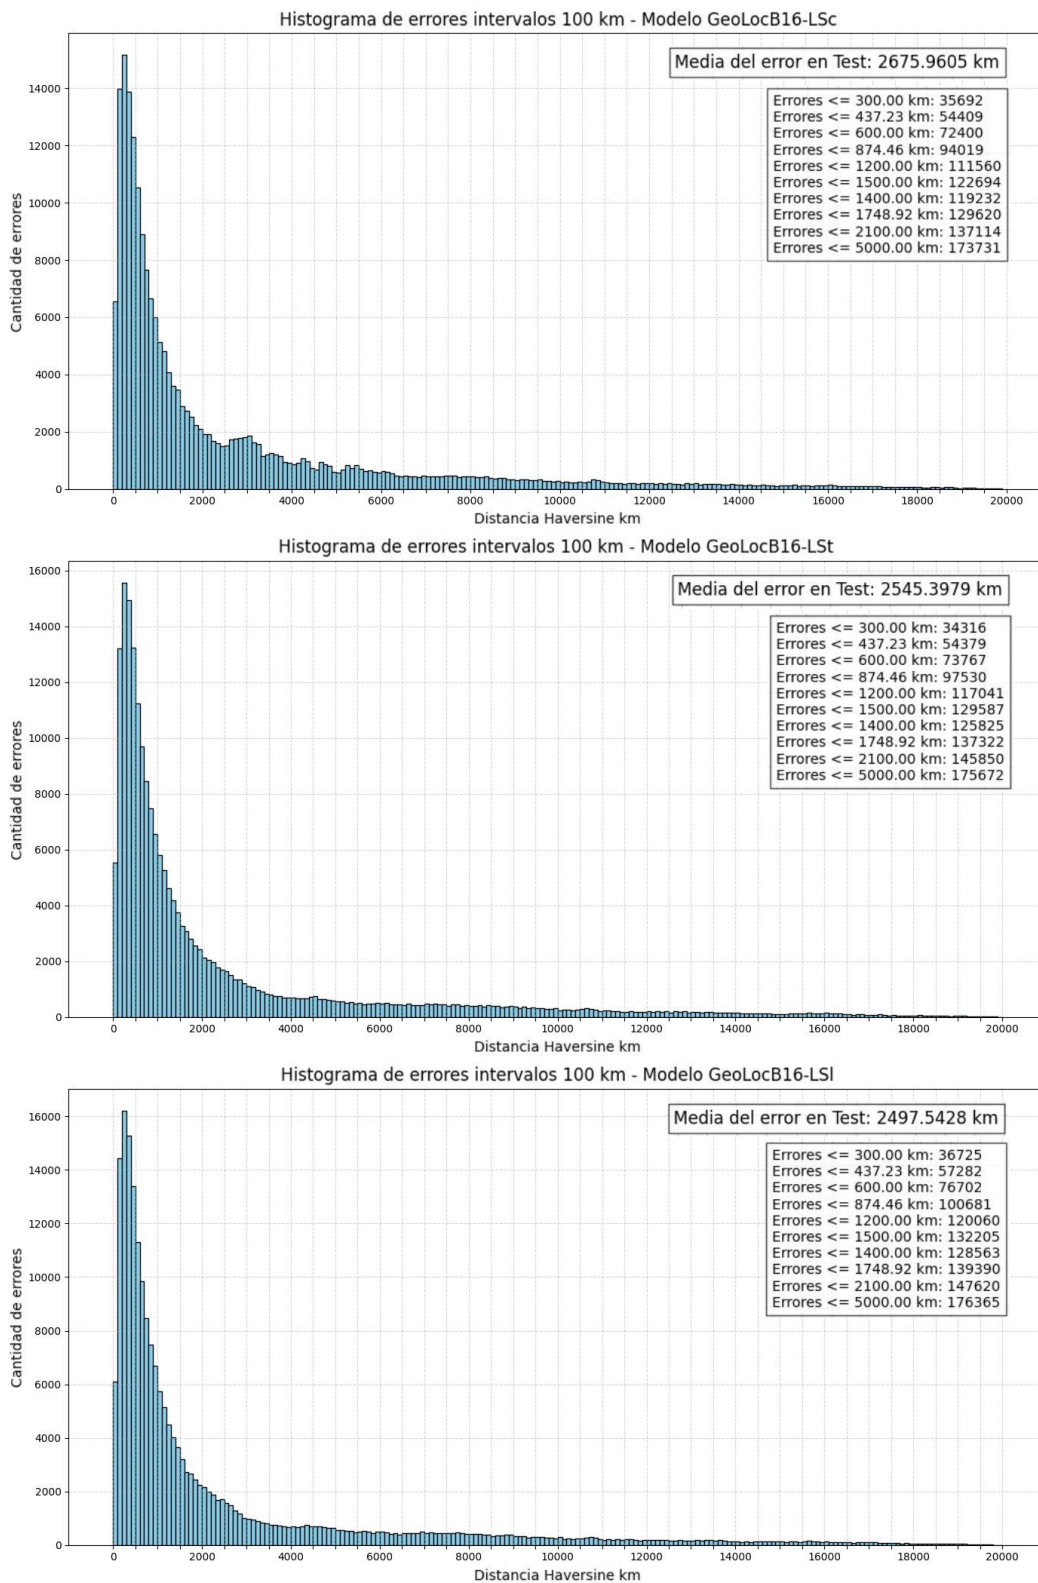 Histograma de errores intervalos 100 km - Modelo GeoLocB16-LSc
Media del error en Test: 2675.9605 km
Errores <= 300.00 km: 35692
Errores <= 437.23 km: 54409
Errores <= 600.00 km: 72400
Errores <= 874.46 km: 94019
Errores <= 1200.00 km: 111560
Errores <= 1500.00 km: 122694
Errores <= 1400.00 km: 119232
Errores <= 1748.92 km: 129620
Errores <= 2100.00 km: 137114
Errores <= 5000.00 km: 173731
Cantidad de errores
14000
12000
10000
8000
6000
4000
2000
0
0 2000 4000 6000 8000 10000 12000 14000 16000 18000 20000
Distancia Haversine km
Histograma de errores intervalos 100 km - Modelo GeoLocB16-LSt
Media del error en Test: 2545.3979 km
Errores <= 300.00 km: 34316
Errores <= 437.23 km: 54379
Errores <= 600.00 km: 73767
Errores <= 874.46 km: 97530
Errores <= 1200.00 km: 117041
Errores <= 1500.00 km: 129587
Errores <= 1400.00 km: 125825
Errores <= 1748.92 km: 137322
Errores <= 2100.00 km: 145850
Errores <= 5000.00 km: 175672
Cantidad de errores
16000
14000
12000
10000
8000
6000
4000
2000
0
0 2000 4000 6000 8000 10000 12000 14000 16000 18000 20000
Distancia Haversine km
Histograma de errores intervalos 100 km - Modelo GeoLocB16-LSl
Media del error en Test: 2497.5428 km
Errores <= 300.00 km: 36725
Errores <= 437.23 km: 57282
Errores <= 600.00 km: 76702
Errores <= 874.46 km: 100681
Errores <= 1200.00 km: 120060
Errores <= 1500.00 km: 132205
Errores <= 1400.00 km: 128563
Errores <= 1748.92 km: 139390
Errores <= 2100.00 km: 147620
Errores <= 5000.00 km: 176365
Cantidad de errores
16000
14000
12000
10000
8000
6000
4000
2000
0
0 2000 4000 6000 8000 10000 12000 14000 16000 18000 20000
Distancia Haversine km